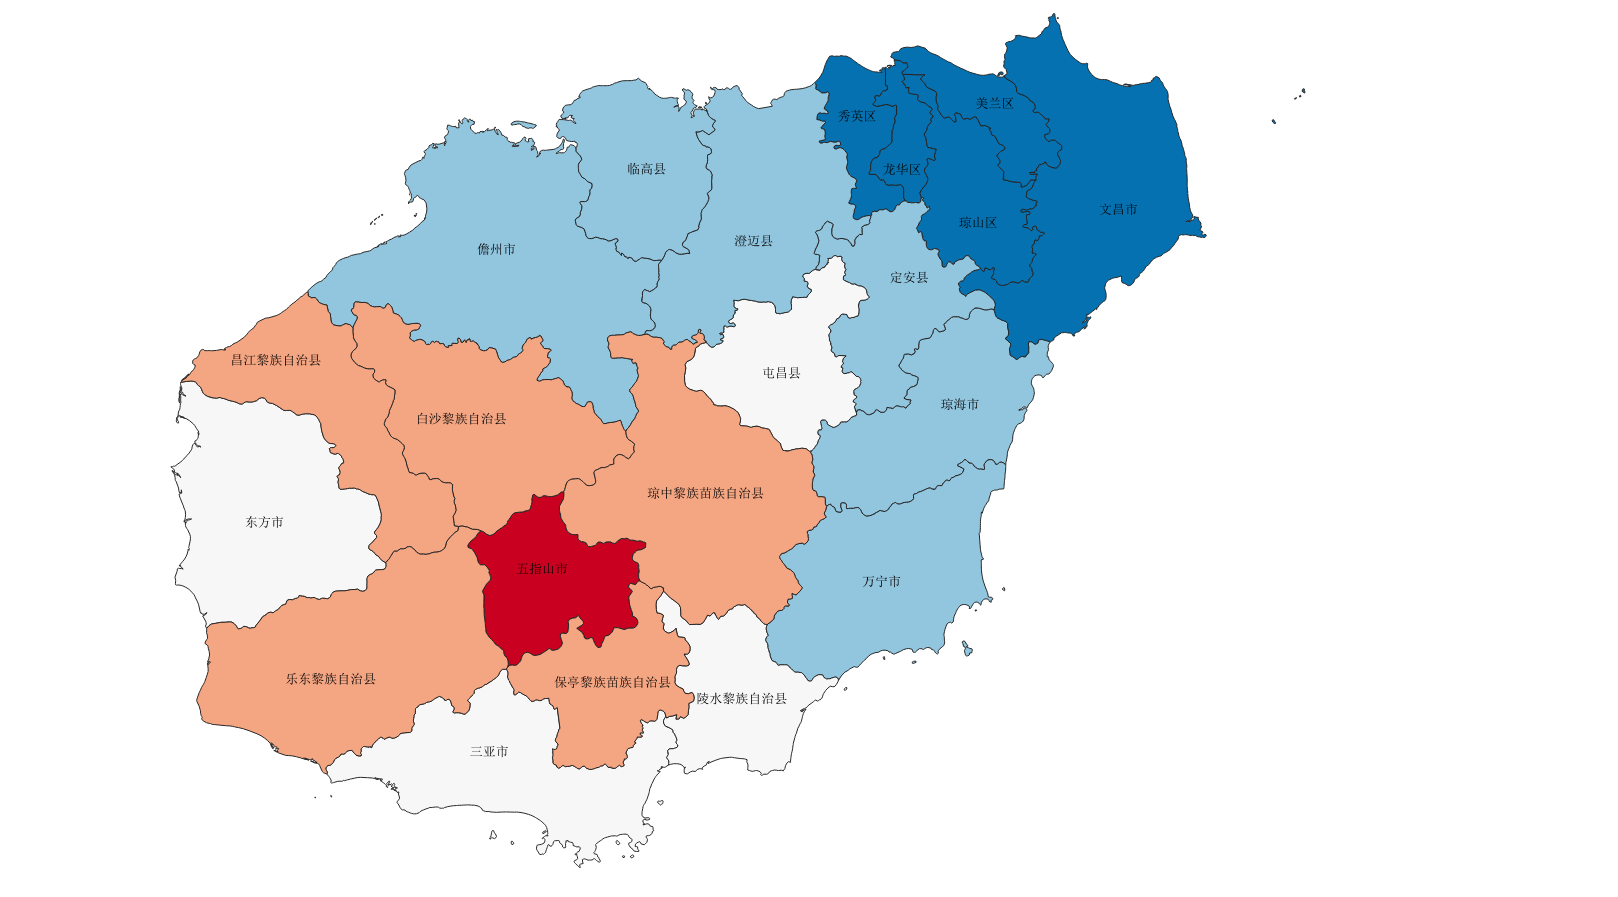 美兰区
秀英区
临高县
龙华区
文昌市
琼山区
澄迈县
儋州市
定安县
昌江黎族自治县
屯昌县
琼海市
白沙黎族自治县
琼中黎族苗族自治县
东方市
五指山市
万宁市
乐东黎族自治县
保亭黎族苗族自治县
陵水黎族自治县
三亚市